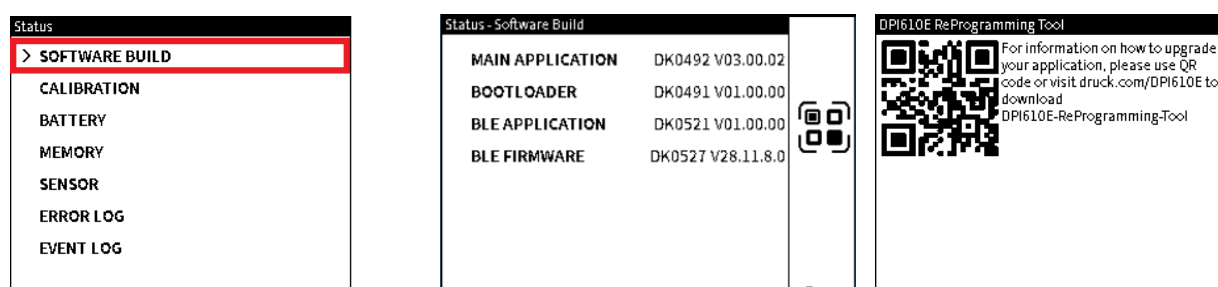 Status
> SOFTWARE BUILD
CALIBRATION
BATTERY
MEMORY
SENSOR
ERROR LOG
EVENT LOG
Status - Software Build
MAIN APPLICATION DK0492 V03.00.02
BOOTLOADER DK0491 V01.00.00
BLE APPLICATION DK0521 V01.00.00
BLE FIRMWARE DK0527 V28.11.8.0
DPI610E ReProgramming Tool
For information on how to upgrade
your application, please use QR
code or visit druck.com/DPI610E to
download
DPI610E-ReProgramming-Tool